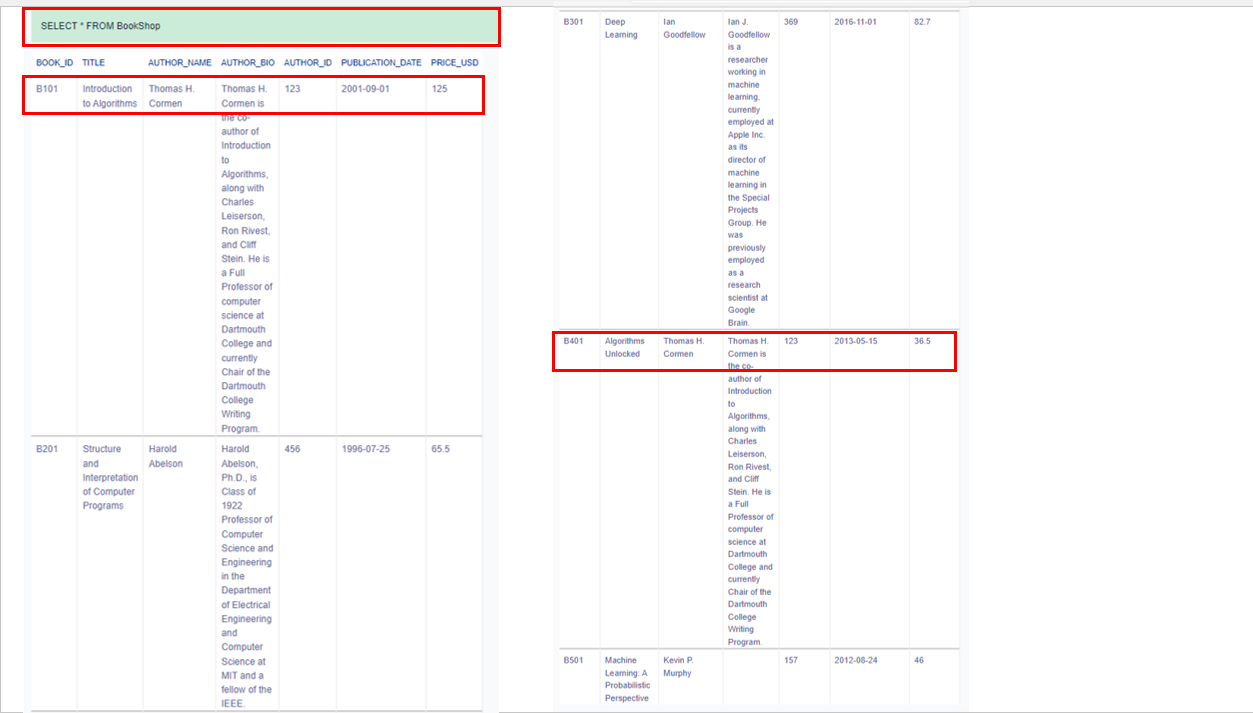 SELECT * FROM BookShop
BOOK_ID TITLE AUTHOR_NAME AUTHOR_BIO AUTHOR_ID PUBLICATION_DATE PRICE_USD
B101 Introduction Thomas H. Thomas H. 123 2001-09-01 125
to Algorithms Cormen Cormen is
the co-
author of
Introduction
to
Algorithms,
along with
Charles
Leiserson,
Ron Rivest,
and Cliff
Stein. He is
a Full
Professor of
computer
science at
Dartmouth
College and
currently
Chair of the
Dartmouth
College
Writing
Program.
B201 Structure Harold Harold 456 1996-07-25 65.5
and Abelson Abelson,
Interpretation Ph.D., is
of Computer Class of
Programs 1922
Professor of
Computer
Science and
Engineering
in the
Department
of Electrical
Engineering
and
Computer
Science at
MIT and a
fellow of the
IEEE.
B301 Deep Ian Ian J. 369 2016-11-01 82.7
Learning Goodfellow Goodfellow
is a
researcher
working in
machine
learning,
currently
employed at
Apple Inc.
as its
director of
machine
learning in
the Special
Projects
Group. He
was
previously
employed
as a
research
scientist at
Google
Brain.
B401 Algorithms Thomas H. Thomas H. 123 2013-05-15 36.5
Unlocked Cormen Cormen is
the co-
author of
Introduction
to
Algorithms,
along with
Charles
Leiserson,
Ron Rivest,
and Cliff
Stein. He is
a Full
Professor of
computer
science at
Dartmouth
College and
currently
Chair of the
Dartmouth
College
Writing
Program.
B501 Machine Kevin P. 157 2012-08-24 46
Learning: A Murphy
Probabilistic
Perspective